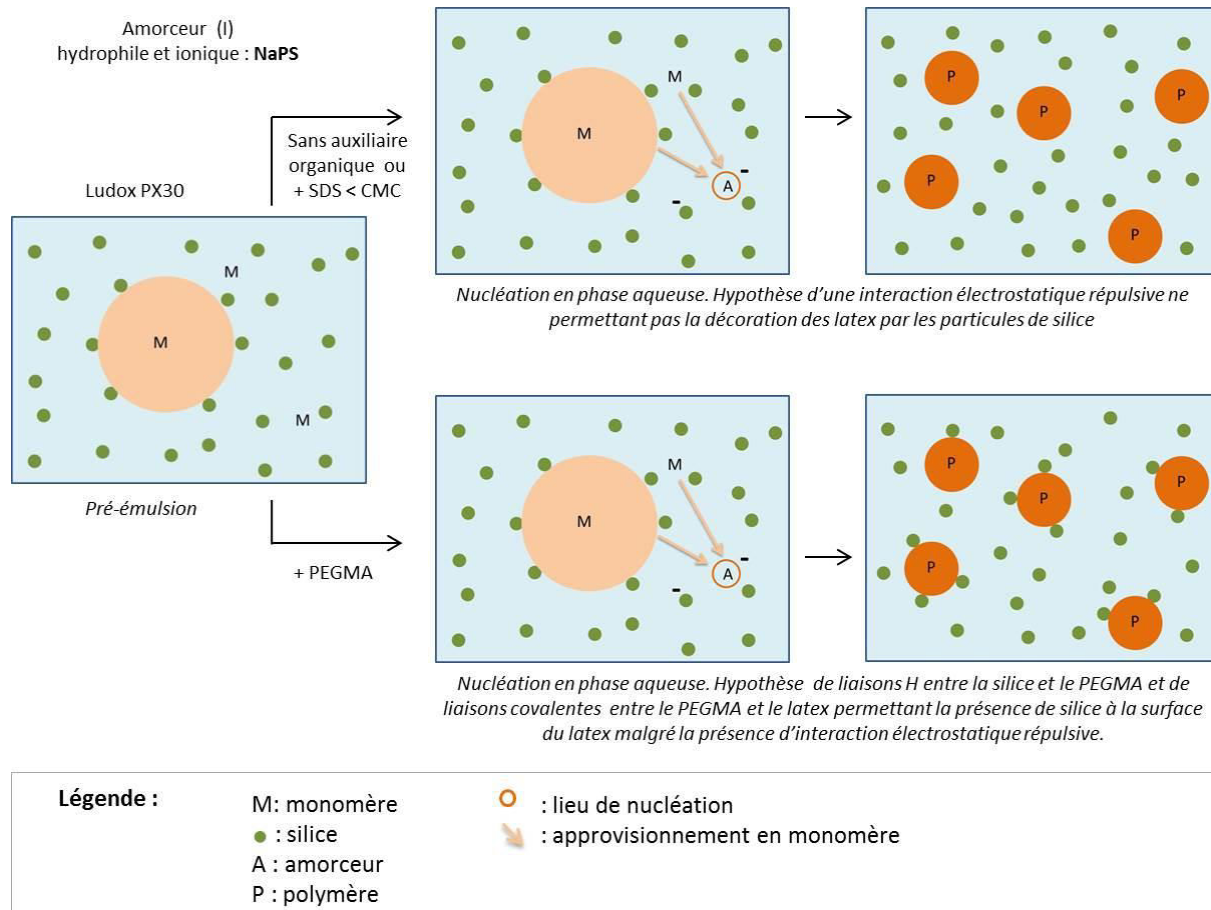 Amorceur (I)
hydrophile et ionique : NaPS
Sans auxiliaire
organique ou
+ SDS < CMC
Ludox PX30
M
M
M
Pré-émulsion
+ PEGMA
M
M
A
-
-
P
P
P
P
P
Nucléation en phase aqueuse. Hypothèse d'une interaction électrostatique répulsive ne
permettant pas la décoration des latex par les particules de silice
M
M
A
-
-
P
P
P
P
P
Nucléation en phase aqueuse. Hypothèse de liaisons H entre la silice et le PEGMA et de
liaisons covalentes entre le PEGMA et le latex permettant la présence de silice à la surface
du latex malgré la présence d'interaction électrostatique répulsive.
Légende :
M: monomère
: silice
A : amorceur
P : polymère
: lieu de nucléation
: approvisionnement en monomère